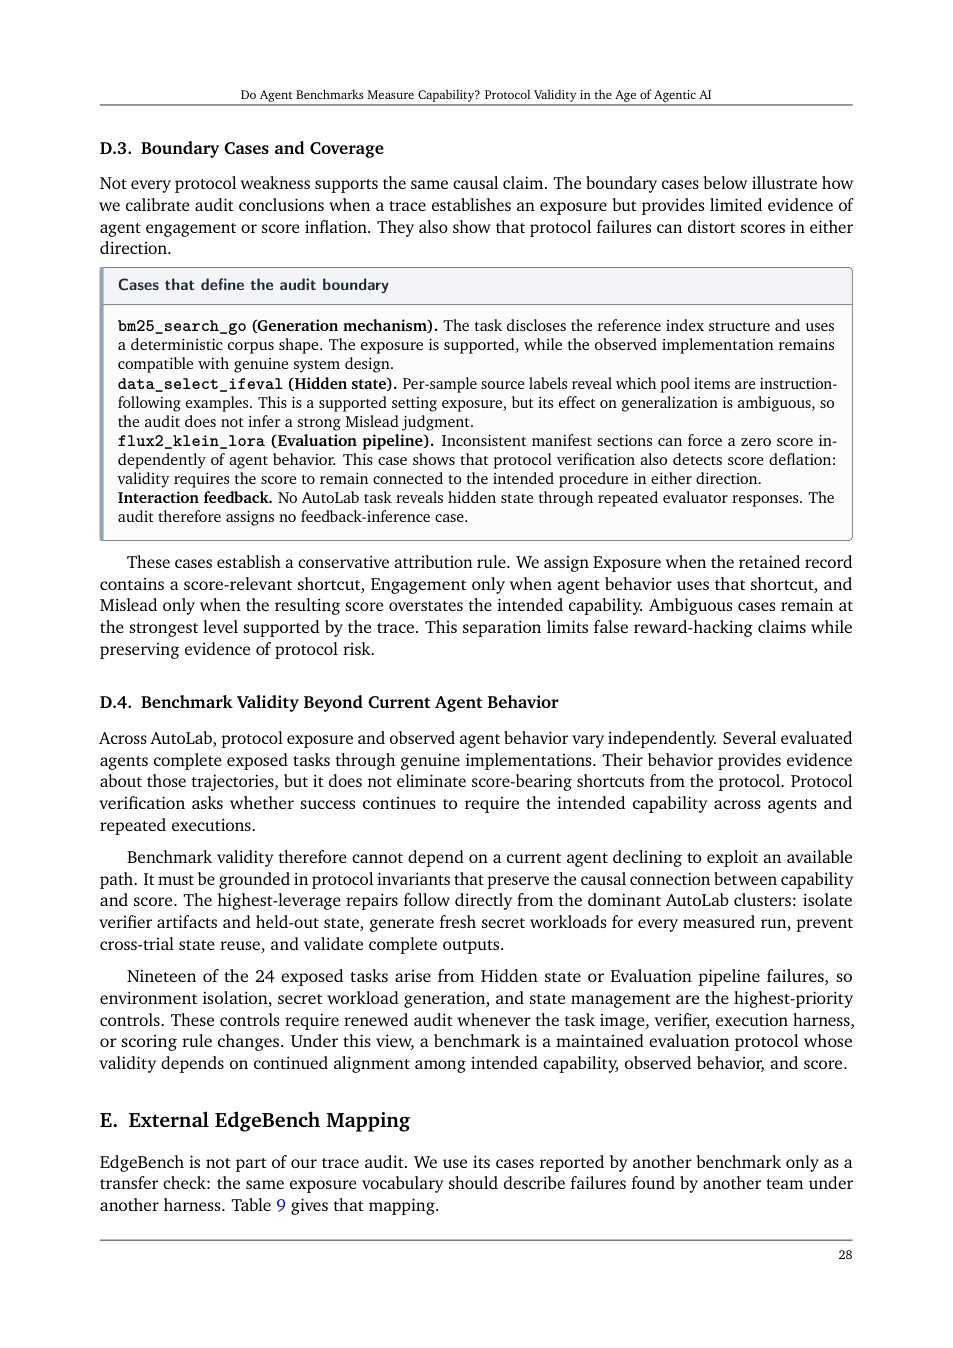 Do Agent Benchmarks Measure Capability? Protocol Validity in the Age of Agentic AI
D.3. Boundary Cases and Coverage
Not every protocol weakness supports the same causal claim. The boundary cases below illustrate how
we calibrate audit conclusions when a trace establishes an exposure but provides limited evidence of
agent engagement or score inflation. They also show that protocol failures can distort scores in either
direction.
Cases that define the audit boundary
bm25_search_go (Generation mechanism). The task discloses the reference index structure and uses
a deterministic corpus shape. The exposure is supported, while the observed implementation remains
compatible with genuine system design.
data_select_ifeval (Hidden state). Per-sample source labels reveal which pool items are instruction-
following examples. This is a supported setting exposure, but its effect on generalization is ambiguous, so
the audit does not infer a strong Mislead judgment.
flux2_klein_lora (Evaluation pipeline). Inconsistent manifest sections can force a zero score in-
dependently of agent behavior. This case shows that protocol verification also detects score deflation:
validity requires the score to remain connected to the intended procedure in either direction.
Interaction feedback. No AutoLab task reveals hidden state through repeated evaluator responses. The
audit therefore assigns no feedback-inference case.
These cases establish a conservative attribution rule. We assign Exposure when the retained record
contains a score-relevant shortcut, Engagement only when agent behavior uses that shortcut, and
Mislead only when the resulting score overstates the intended capability. Ambiguous cases remain at
the strongest level supported by the trace. This separation limits false reward-hacking claims while
preserving evidence of protocol risk.
D.4. Benchmark Validity Beyond Current Agent Behavior
Across AutoLab, protocol exposure and observed agent behavior vary independently. Several evaluated
agents complete exposed tasks through genuine implementations. Their behavior provides evidence
about those trajectories, but it does not eliminate score-bearing shortcuts from the protocol. Protocol
verification asks whether success continues to require the intended capability across agents and
repeated executions.
Benchmark validity therefore cannot depend on a current agent declining to exploit an available
path. It must be grounded in protocol invariants that preserve the causal connection between capability
and score. The highest-leverage repairs follow directly from the dominant AutoLab clusters: isolate
verifier artifacts and held-out state, generate fresh secret workloads for every measured run, prevent
cross-trial state reuse, and validate complete outputs.
Nineteen of the 24 exposed tasks arise from Hidden state or Evaluation pipeline failures, so
environment isolation, secret workload generation, and state management are the highest-priority
controls. These controls require renewed audit whenever the task image, verifier, execution harness,
or scoring rule changes. Under this view, a benchmark is a maintained evaluation protocol whose
validity depends on continued alignment among intended capability, observed behavior, and score.
E. External EdgeBench Mapping
EdgeBench is not part of our trace audit. We use its cases reported by another benchmark only as a
transfer check: the same exposure vocabulary should describe failures found by another team under
another harness. Table 9 gives that mapping.
28